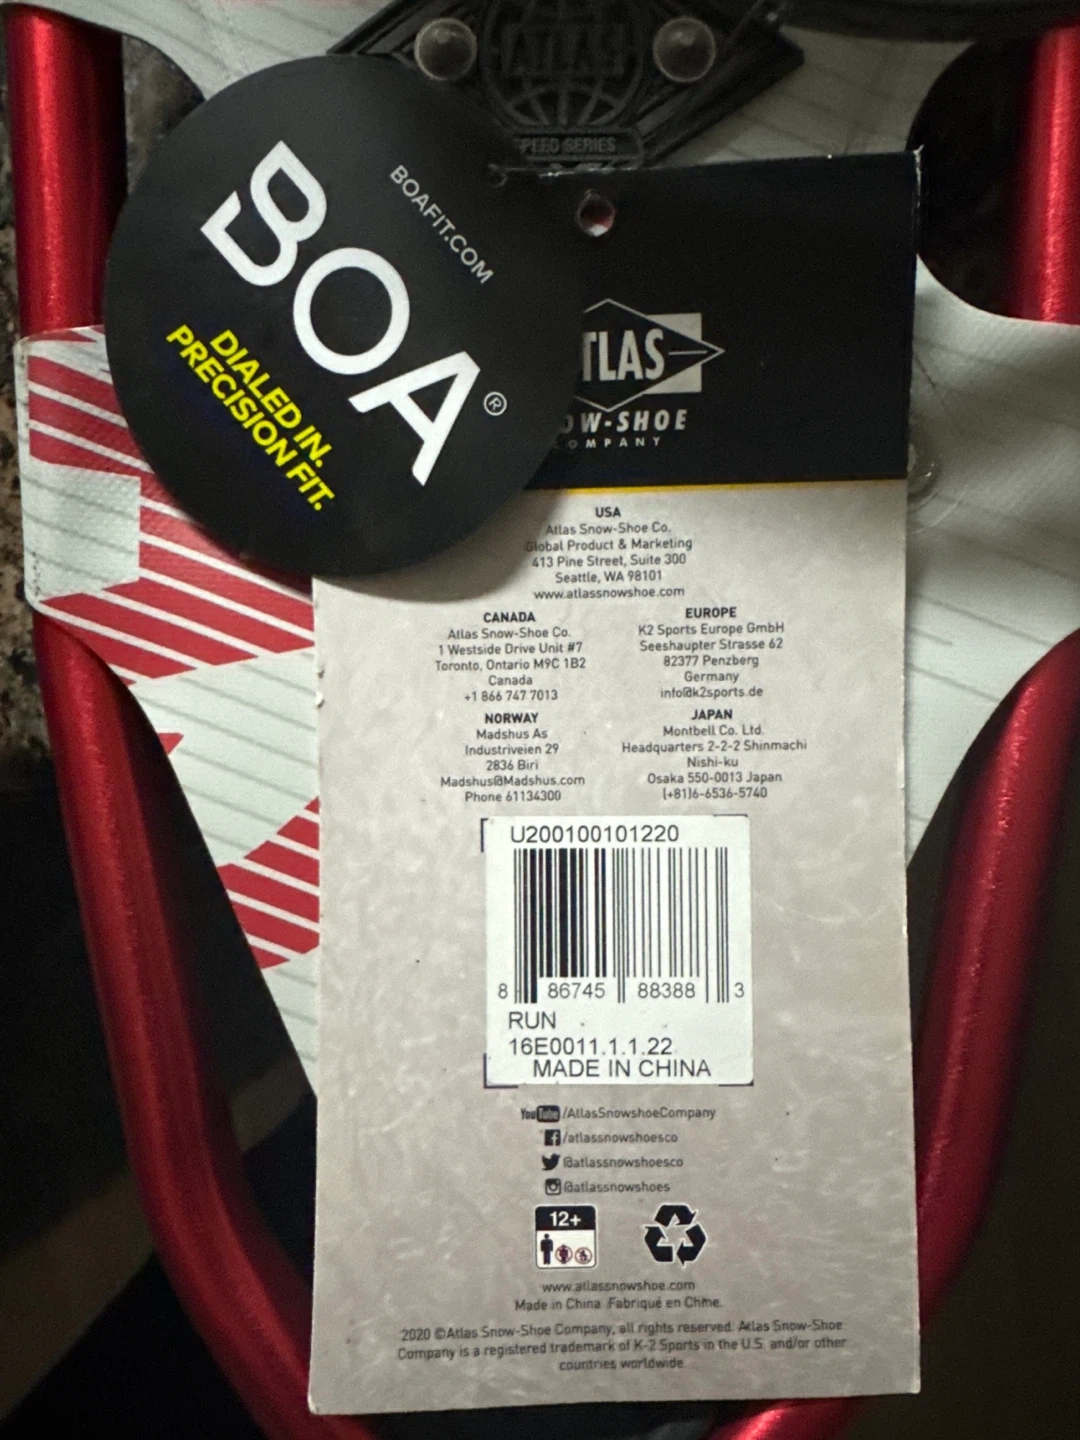 ATLAS
SPEED SERIES
BOAFIT.COM
BOA®
DIALED IN.
PRECISION FIT.
TLAS
OW-SHOE
OMPANY
USA
Atlas Snow-Shoe Co.
Global Product & Marketing
413 Pine Street, Suite 300
Seattle, WA 98101
www.atlassnowshoe.com
CANADA
Atlas Snow-Shoe Co.
1 Westside Drive Unit #7
Toronto, Ontario M9C 1B2
Canada
+1 866 747 7013
EUROPE
K2 Sports Europe GmbH
Seeshaupter Strasse 62
82377 Penzberg
Germany
info@k2sports.de
NORWAY
Madshus As
Industriveien 29
2836 Biri
Madshus@Madshus.com
Phone 61134300
JAPAN
Montbell Co. Ltd.
Headquarters 2-2-2 Shinmachi
Nishi-ku
Osaka 550-0013 Japan
(+81)6-6536-5740
U200100101220
8 86745 88388 3
RUN
16E0011.1.1.22
MADE IN CHINA
YouTube /AtlasSnowshoeCompany
/atlassnowshoesco
@atlassnowshoesco
@atlassnowshoes
12+
www.atlassnowshoe.com
Made in China. Fabriqué en Chine.
2020 ©Atlas Snow-Shoe Company, all rights reserved. Atlas Snow-Shoe
Company is a registered trademark of K-2 Sports in the U.S. and/or other
countries worldwide.